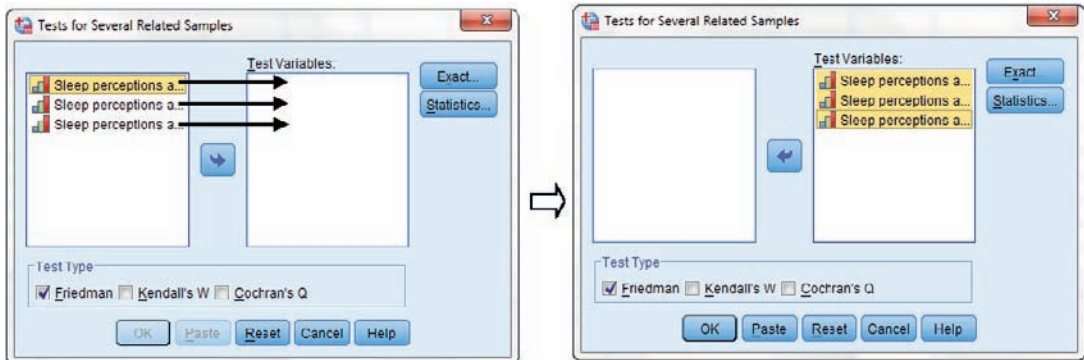 Tests for Several Related Samples
Test Variables:
Sleep perceptions a...
Sleep perceptions a...
Sleep perceptions a...
Exact...
Statistics...
Test Type
Friedman Kendall's W Cochran's Q
OK Paste Reset Cancel Help
Tests for Several Related Samples
Test Variables:
Sleep perceptions a...
Sleep perceptions a...
Sleep perceptions a...
Exact
Statistics...
Test Type
Friedman Kendall's W Cochran's Q
OK Paste Reset Cancel Help